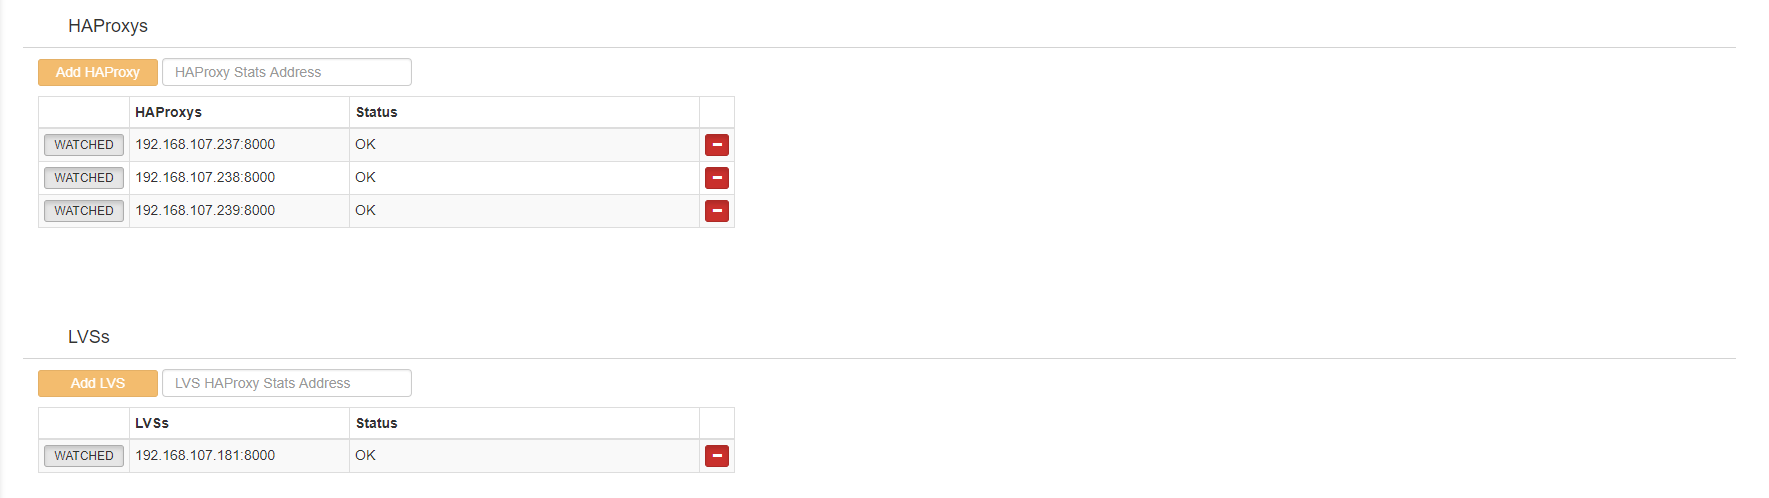 HAProxys
Add HAProxy HAProxy Stats Address
HAProxys Status
WATCHED 192.168.107.237:8000 OK
WATCHED 192.168.107.238:8000 OK
WATCHED 192.168.107.239:8000 OK
LVSs
Add LVS LVS HAProxy Stats Address
LVSs Status
WATCHED 192.168.107.181:8000 OK